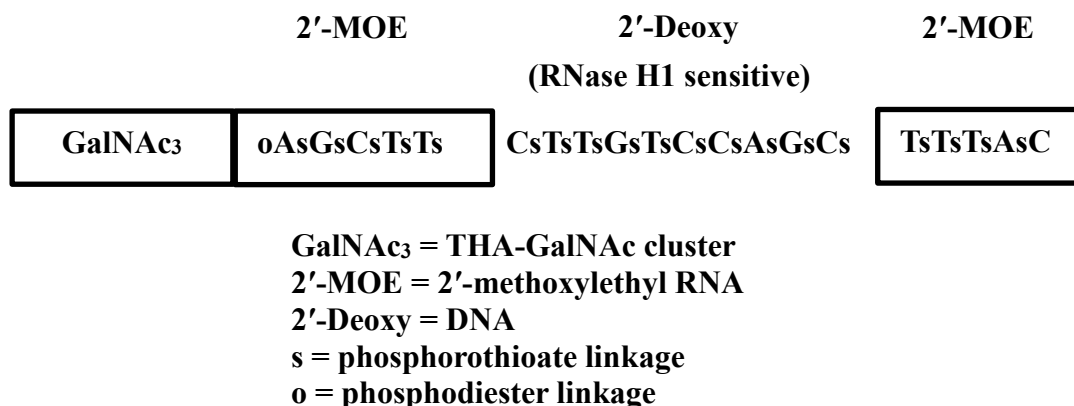 2′-MOE 2′-Deoxy 2′-MOE
(RNase H1 sensitive)
GalNAc₃ oAsGsCsTsTs CsTsTsGsTsCsCsAsGsCs TsTsTsAsC
GalNAc₃ = THA-GalNAc cluster
2′-MOE = 2′-methoxylethyl RNA
2′-Deoxy = DNA
s = phosphorothioate linkage
o = phosphodiester linkage